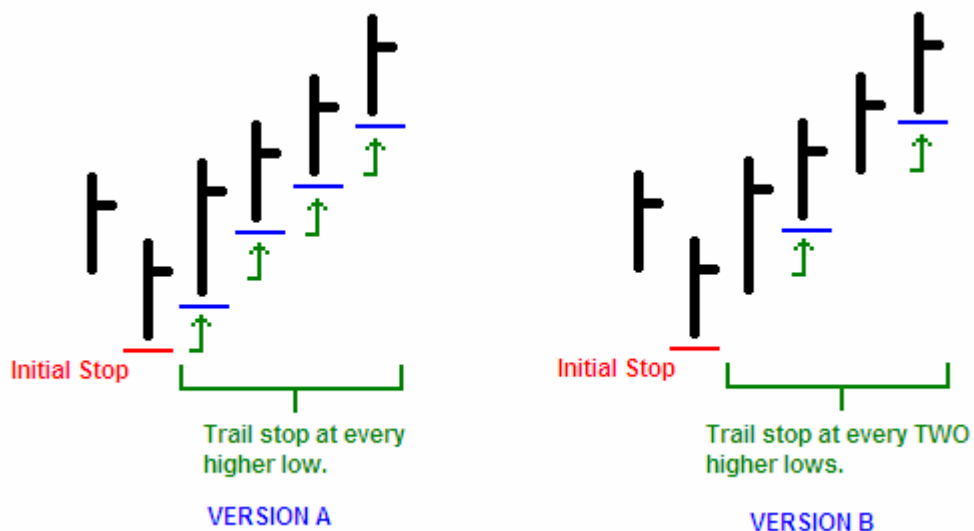 Initial Stop
Trail stop at every
higher low.
VERSION A
Initial Stop
Trail stop at every TWO
higher lows.
VERSION B